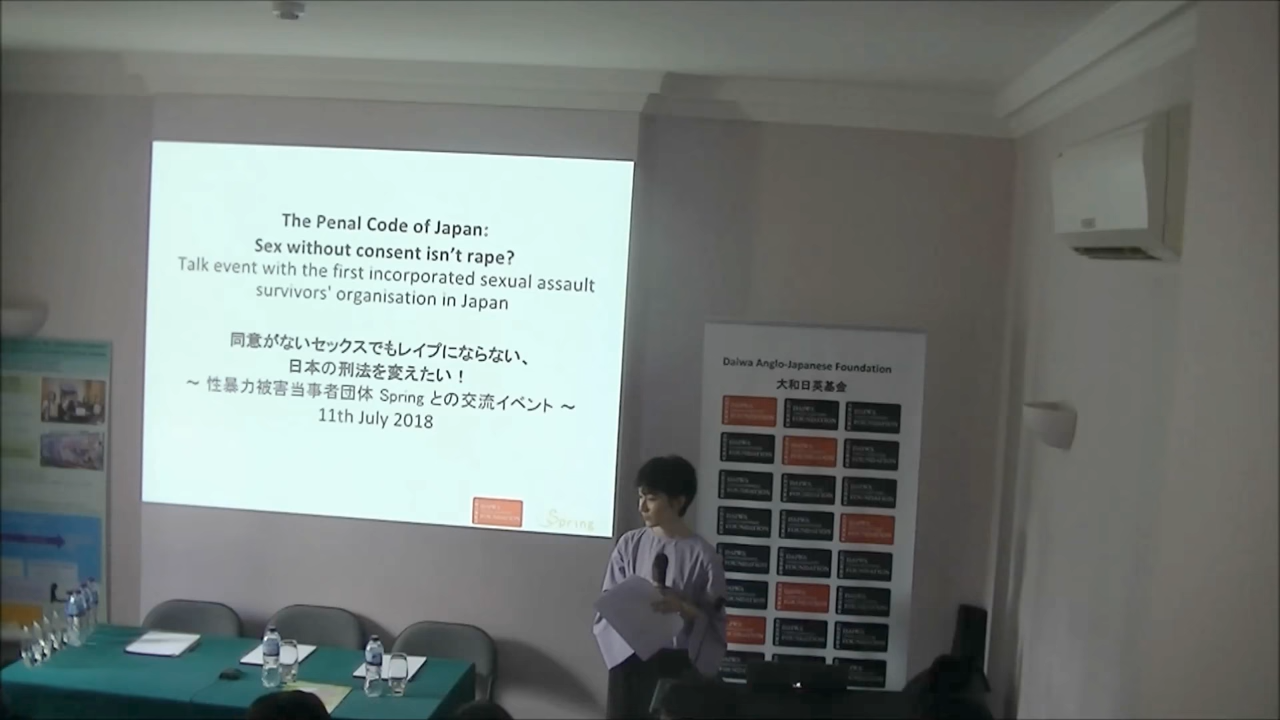 The Penal Code of Japan:
Sex without consent isn't rape?
Talk event with the first incorporated sexual assault
survivors' organisation in Japan
同意がないセックスでもレイプにならない、
日本の刑法を変えたい！
～ 性暴力被害当事者団体 Spring との交流イベント ～
11th July 2018
Spring
Daiwa Anglo-Japanese Foundation
大和日英基金